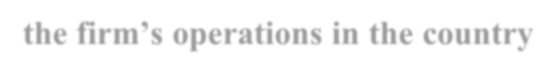 the firm’s operations in the country